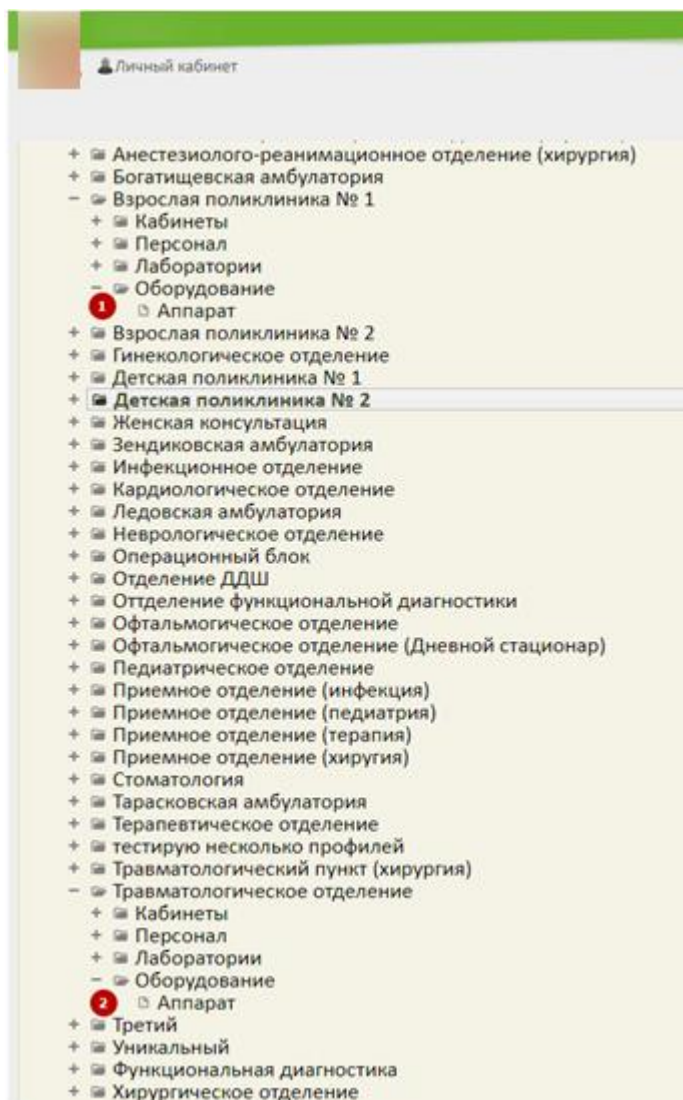 Личный кабинет
Анестезиолого-реанимационное отделение (хирургия)
Богатищевская амбулатория
Взрослая поликлиника № 1
Кабинеты
Персонал
Лаборатории
Оборудование
1 Аппарат
Взрослая поликлиника № 2
Гинекологическое отделение
Детская поликлиника № 1
Детская поликлиника № 2
Женская консультация
Зендиковская амбулатория
Инфекционное отделение
Кардиологическое отделение
Ледовская амбулатория
Неврологическое отделение
Операционный блок
Отделение ДДШ
Оттделение функциональной диагностики
Офтальмогическое отделение
Офтальмогическое отделение (Дневной стационар)
Педиатрическое отделение
Приемное отделение (инфекция)
Приемное отделение (педиатрия)
Приемное отделение (терапия)
Приемное отделение (хиругия)
Стоматология
Тарасковская амбулатория
Терапевтическое отделение
тестирую несколько профилей
Травматологический пункт (хирургия)
Травматологическое отделение
Кабинеты
Персонал
Лаборатории
Оборудование
2 Аппарат
Третий
Уникальный
Функциональная диагностика
Хирургическое отделение